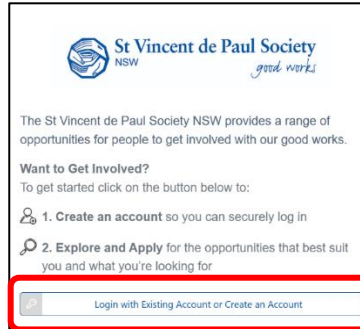 St Vincent de Paul Society
NSW
good works
The St Vincent de Paul Society NSW provides a range of
opportunities for people to get involved with our good works.
Want to Get Involved?
To get started click on the button below to:
1. Create an account so you can securely log in
2. Explore and Apply for the opportunities that best suit
you and what you're looking for
Login with Existing Account or Create an Account